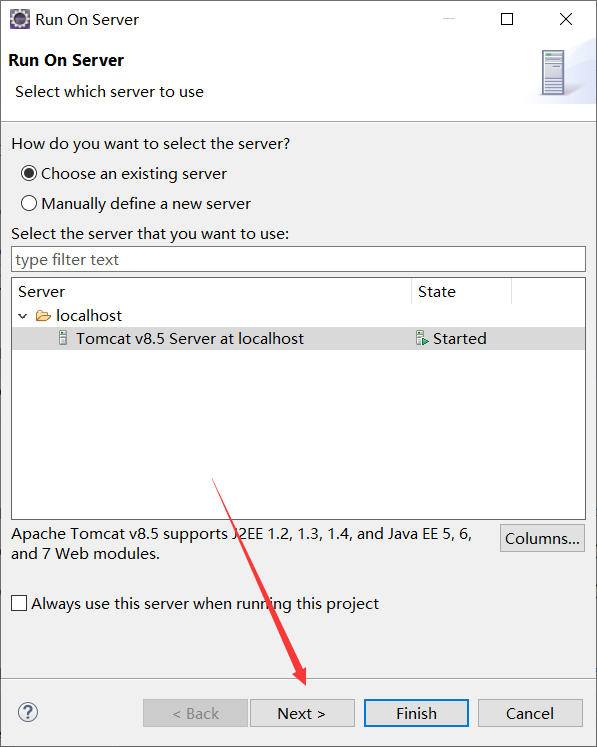 Run On Server
Run On Server
Select which server to use
How do you want to select the server?
Choose an existing server
Manually define a new server
Select the server that you want to use:
type filter text
Server State
localhost
Tomcat v8.5 Server at localhost Started
Apache Tomcat v8.5 supports J2EE 1.2, 1.3, 1.4, and Java EE 5, 6,
and 7 Web modules.
Columns...
Always use this server when running this project
? < Back Next > Finish Cancel